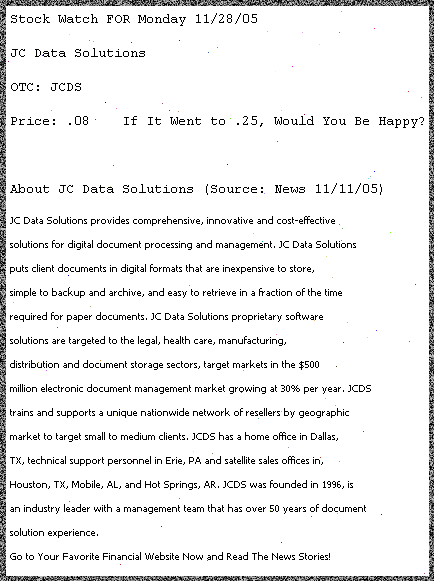 Stock Watch FOR Monday 11/28/05
JC Data Solutions
OTC: JCDS
Price: .08    If It Went to .25, Would You Be Happy?
About JC Data Solutions (Source: News 11/11/05)
JC Data Solutions provides comprehensive, innovative and cost-effective
solutions for digital document processing and management. JC Data Solutions
puts client documents in digital formats that are inexpensive to store,
simple to backup and archive, and easy to retrieve in a fraction of the time
required for paper documents. JC Data Solutions proprietary software
solutions are targeted to the legal, health care, manufacturing,
distribution and document storage sectors, target markets in the $500
million electronic document management market growing at 30% per year. JCDS
trains and supports a unique nationwide network of resellers by geographic
market to target small to medium clients. JCDS has a home office in Dallas,
TX, technical support personnel in Erie, PA and satellite sales offices in,
Houston, TX, Mobile, AL, and Hot Springs, AR. JCDS was founded in 1996, is
an industry leader with a management team that has over 50 years of document
solution experience.
Go to Your Favorite Financial Website Now and Read The News Stories!